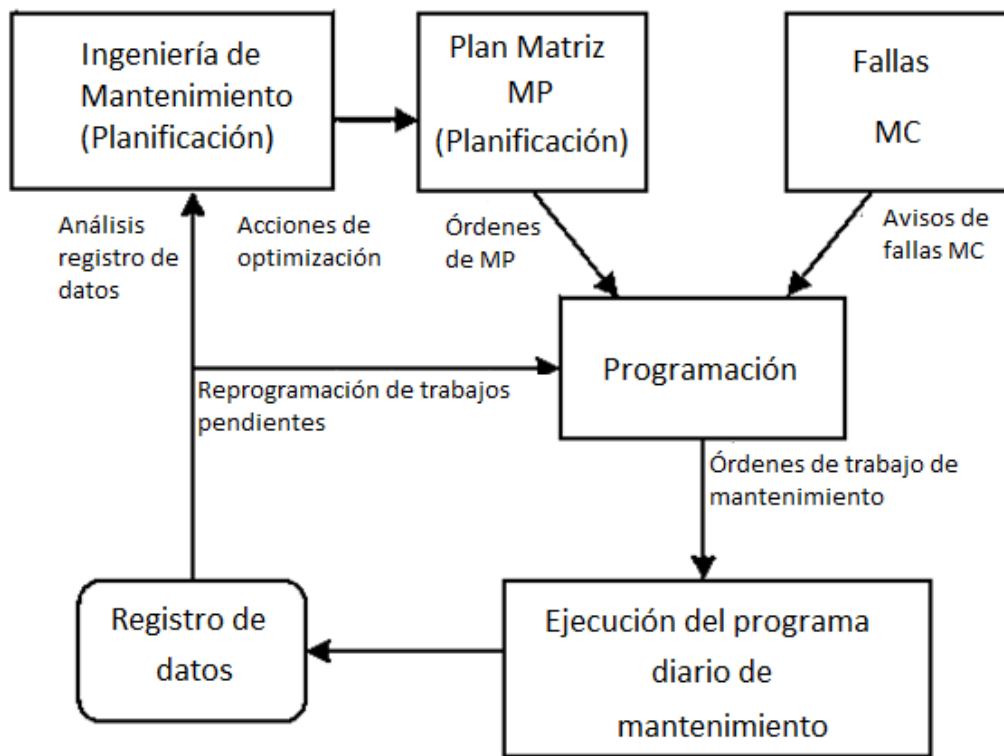 Ingeniería de
Mantenimiento
(Planificación)
Plan Matriz
MP
(Planificación)
Fallas
MC
Análisis
registro de
datos
Acciones de
optimización
Órdenes
de MP
Avisos de
fallas MC
Programación
Reprogramación de trabajos
pendientes
Órdenes de trabajo de
mantenimiento
Registro de
datos
Ejecución del programa
diario de
mantenimiento